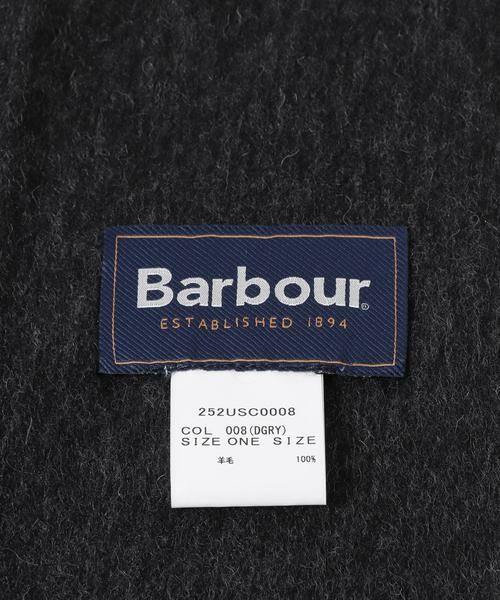 Barbour®
ESTABLISHED 1894
252USC0008
COL 008(DGRY)
SIZE ONE SIZE
羊毛 100%